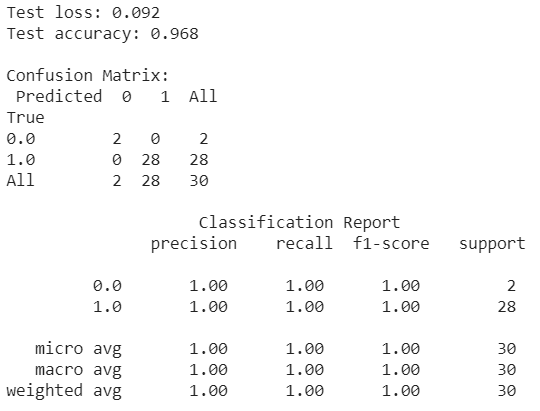 Test loss: 0.092
Test accuracy: 0.968
Confusion Matrix:
Predicted 0 1 All
True
0.0 2 0 2
1.0 0 28 28
All 2 28 30
Classification Report
precision recall f1-score support
0.0 1.00 1.00 1.00 2
1.0 1.00 1.00 1.00 28
micro avg 1.00 1.00 1.00 30
macro avg 1.00 1.00 1.00 30
weighted avg 1.00 1.00 1.00 30